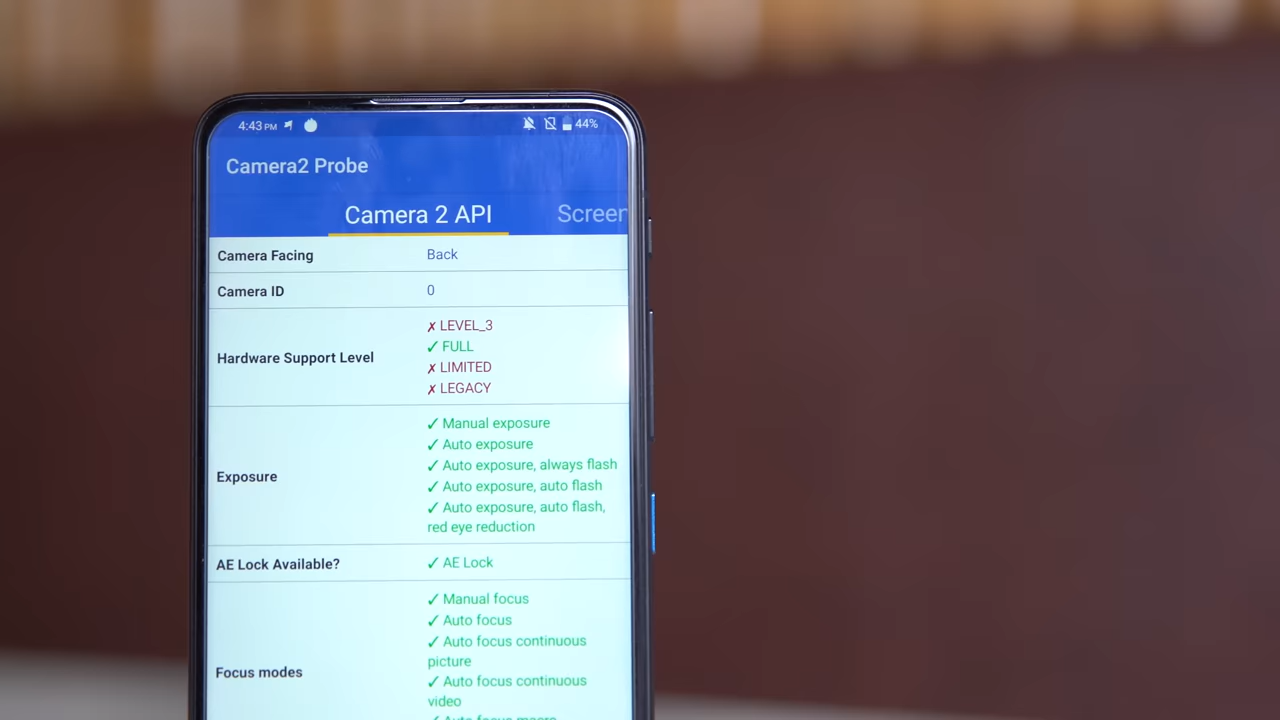 4:43 PM 44%
Camera2 Probe
Camera 2 API Screen
Camera Facing Back
Camera ID 0
Hardware Support Level
✗ LEVEL_3
✓ FULL
✗ LIMITED
✗ LEGACY
Exposure
✓ Manual exposure
✓ Auto exposure
✓ Auto exposure, always flash
✓ Auto exposure, auto flash
✓ Auto exposure, auto flash,
red eye reduction
AE Lock Available? ✓ AE Lock
Focus modes
✓ Manual focus
✓ Auto focus
✓ Auto focus continuous
picture
✓ Auto focus continuous
video
✓ Auto focus macro